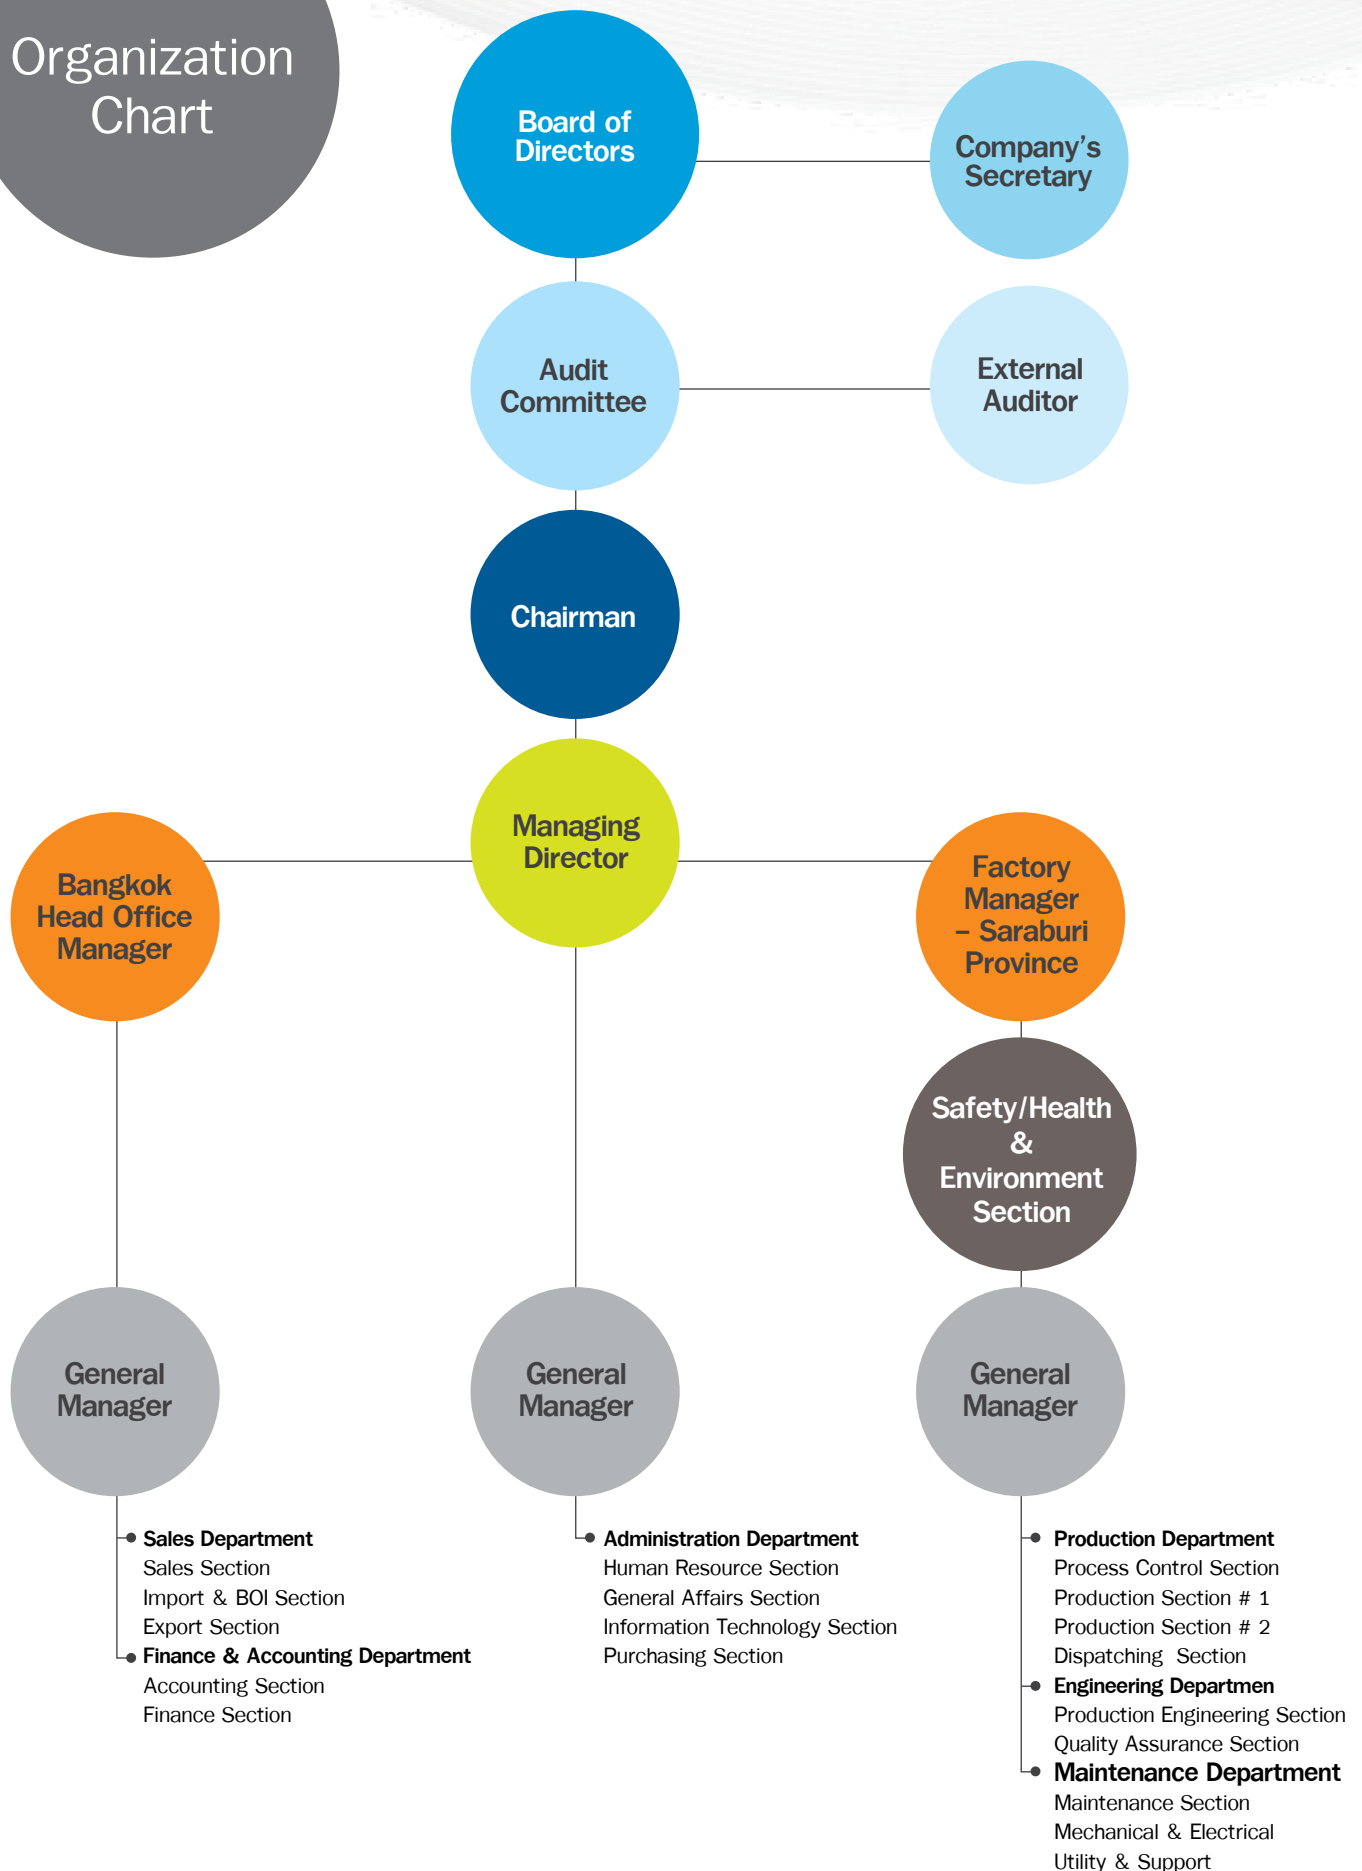 Organization
Chart
Board of
Directors
Company's
Secretary
Audit
Committee
External
Auditor
Chairman
Managing
Director
Bangkok
Head Office
Manager
Factory
Manager
– Saraburi
Province
Safety/Health
&
Environment
Section
General
Manager
General
Manager
General
Manager
Sales Department
Sales Section
Import & BOI Section
Export Section
Finance & Accounting Department
Accounting Section
Finance Section
Administration Department
Human Resource Section
General Affairs Section
Information Technology Section
Purchasing Section
Production Department
Process Control Section
Production Section # 1
Production Section # 2
Dispatching Section
Engineering Departmen
Production Engineering Section
Quality Assurance Section
Maintenance Department
Maintenance Section
Mechanical & Electrical
Utility & Support